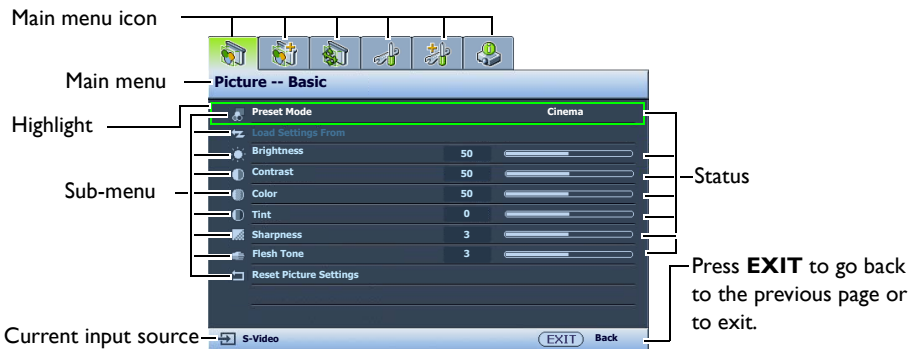 Main menu icon
Main menu
Picture -- Basic
Highlight
Preset Mode Cinema
Load Settings From
Brightness 50
Contrast 50
Sub-menu
Status
Color 50
Tint 0
Sharpness 3
Flesh Tone 3
Reset Picture Settings
Press EXIT to go back
to the previous page or
to exit.
Current input source
S-Video
EXIT Back